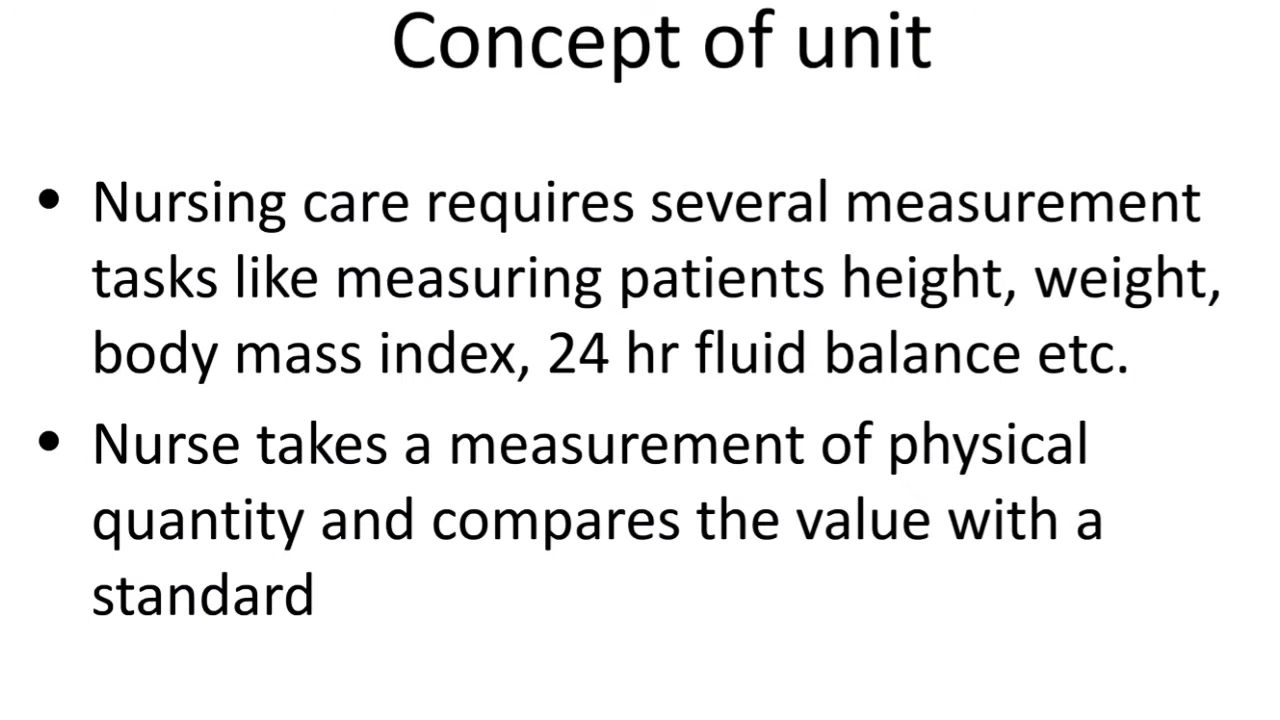 Concept of unit
• Nursing care requires several measurement
tasks like measuring patients height, weight,
body mass index, 24 hr fluid balance etc.
• Nurse takes a measurement of physical
quantity and compares the value with a
standard